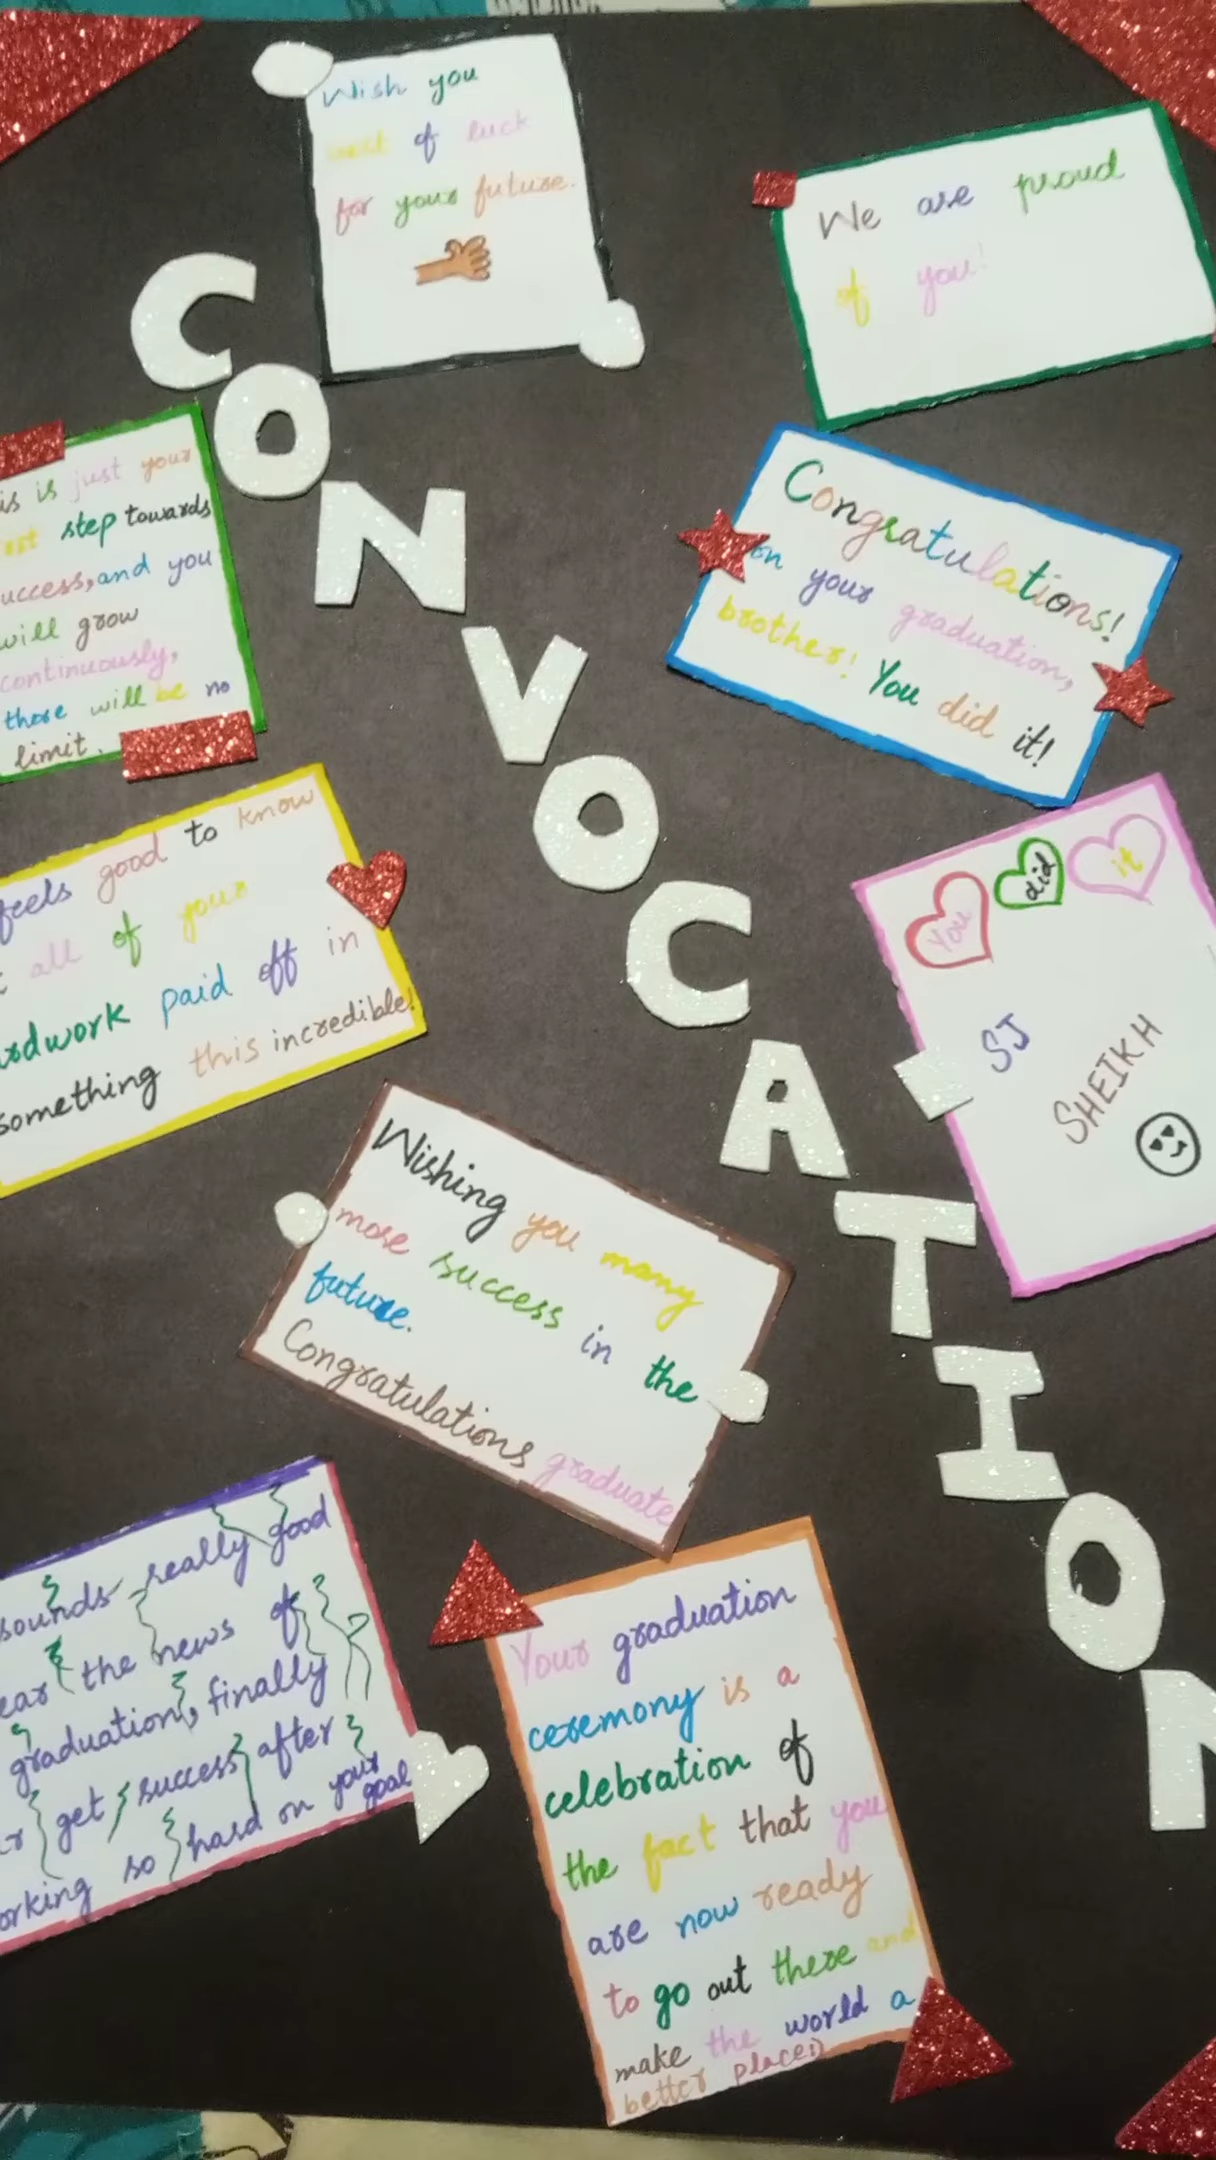 Wish you
best of luck
for your future.
We are proud
of you!
CONVOCATION
is is just your
step towards
uccess, and you
will grow
continuously,
there will be no
limit.
Congratulations!
on your graduation,
brother! You did it!
feels good to know
all of your
rdwork paid off in
something this incredible!
You did it
SJ
SHEIKH
Wishing you many
more success in the
future.
Congratulations graduate
sounds really good
ear the news of
graduation, finally
get success after
orking so hard on your goal
Your graduation
ceremony is a
celebration of
the fact that you
are now ready
to go out there and
make the world a
better place:)